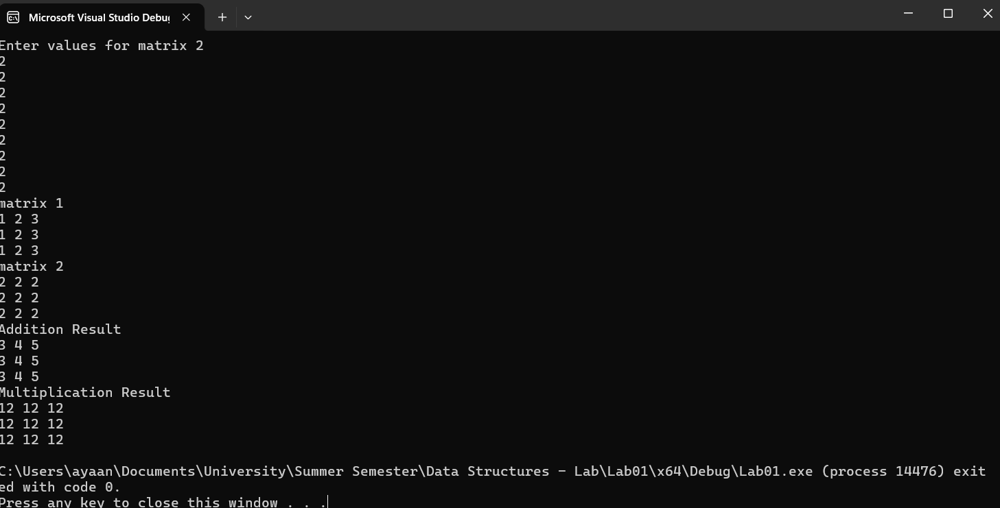 Microsoft Visual Studio Debu
Enter values for matrix 2
2
2
2
2
2
2
2
2
2
matrix 1
1 2 3
1 2 3
1 2 3
matrix 2
2 2 2
2 2 2
2 2 2
Addition Result
3 4 5
3 4 5
3 4 5
Multiplication Result
12 12 12
12 12 12
12 12 12
C:\Users\ayaan\Documents\University\Summer Semester\Data Structures - Lab\Lab01\x64\Debug\Lab01.exe (process 14476) exit
ed with code 0.
Press any key to close this window . . .